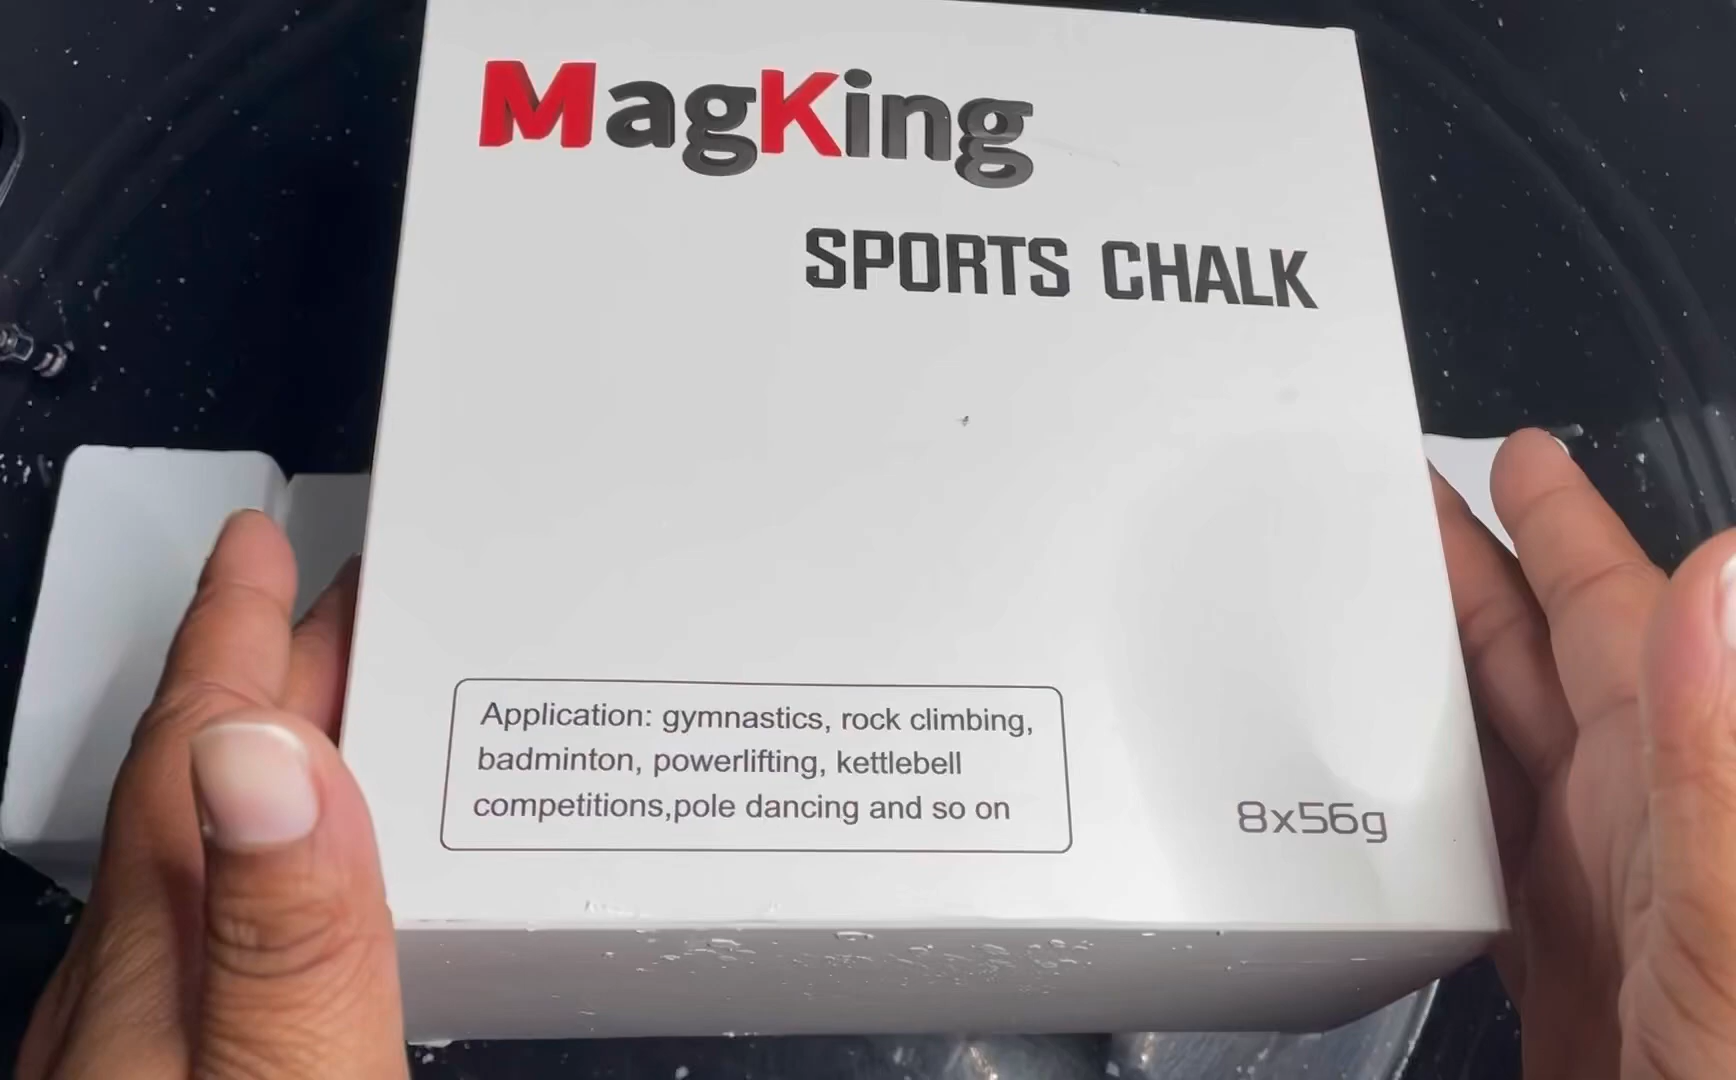 MagKing
SPORTS CHALK
Application: gymnastics, rock climbing,
badminton, powerlifting, kettlebell
competitions,pole dancing and so on
8x56g